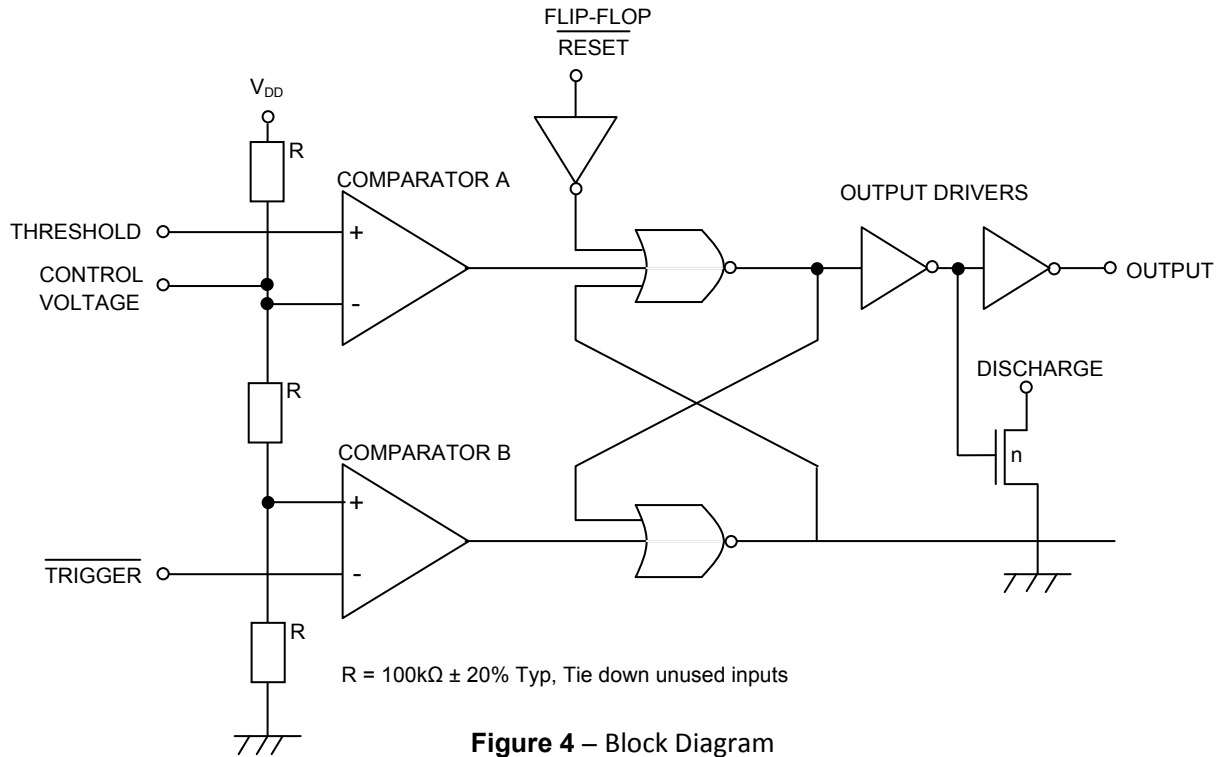 FLIP-FLOP
RESET
V_DD
R
COMPARATOR A
OUTPUT DRIVERS
THRESHOLD
+
CONTROL
VOLTAGE
-
OUTPUT
DISCHARGE
R
n
COMPARATOR B
+
TRIGGER
-
R
R = 100kΩ ± 20% Typ, Tie down unused inputs
Figure 4 – Block Diagram